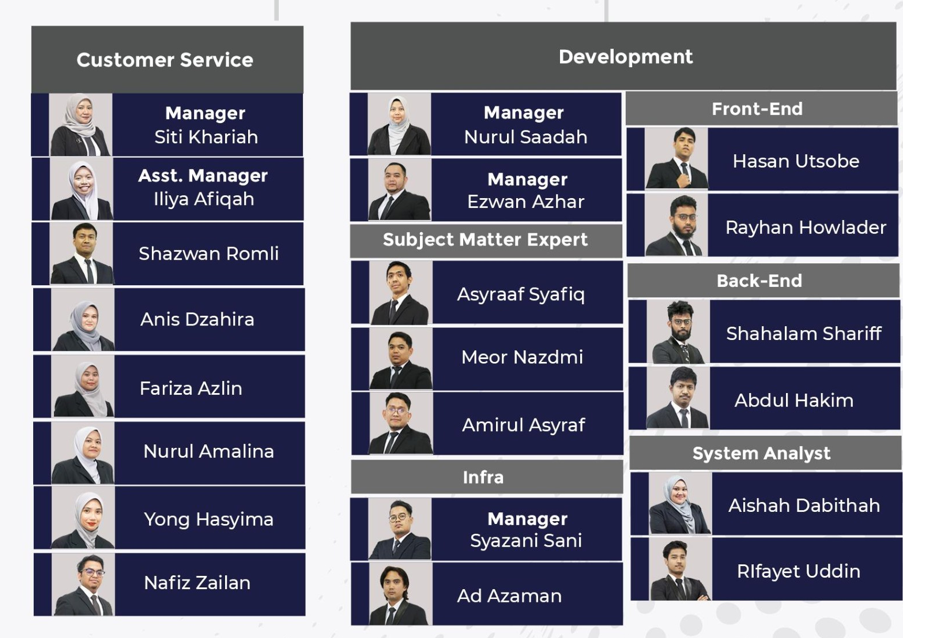 Customer Service
Manager
Siti Khariah
Asst. Manager
Iliya Afiqah
Shazwan Romli
Anis Dzahira
Fariza Azlin
Nurul Amalina
Yong Hasyima
Nafiz Zailan
Development
Manager
Nurul Saadah
Manager
Ezwan Azhar
Subject Matter Expert
Asyraaf Syafiq
Meor Nazdmi
Amirul Asyraf
Infra
Manager
Syazani Sani
Ad Azaman
Front-End
Hasan Utsobe
Rayhan Howlader
Back-End
Shahalam Shariff
Abdul Hakim
System Analyst
Aishah Dabithah
RIfayet Uddin